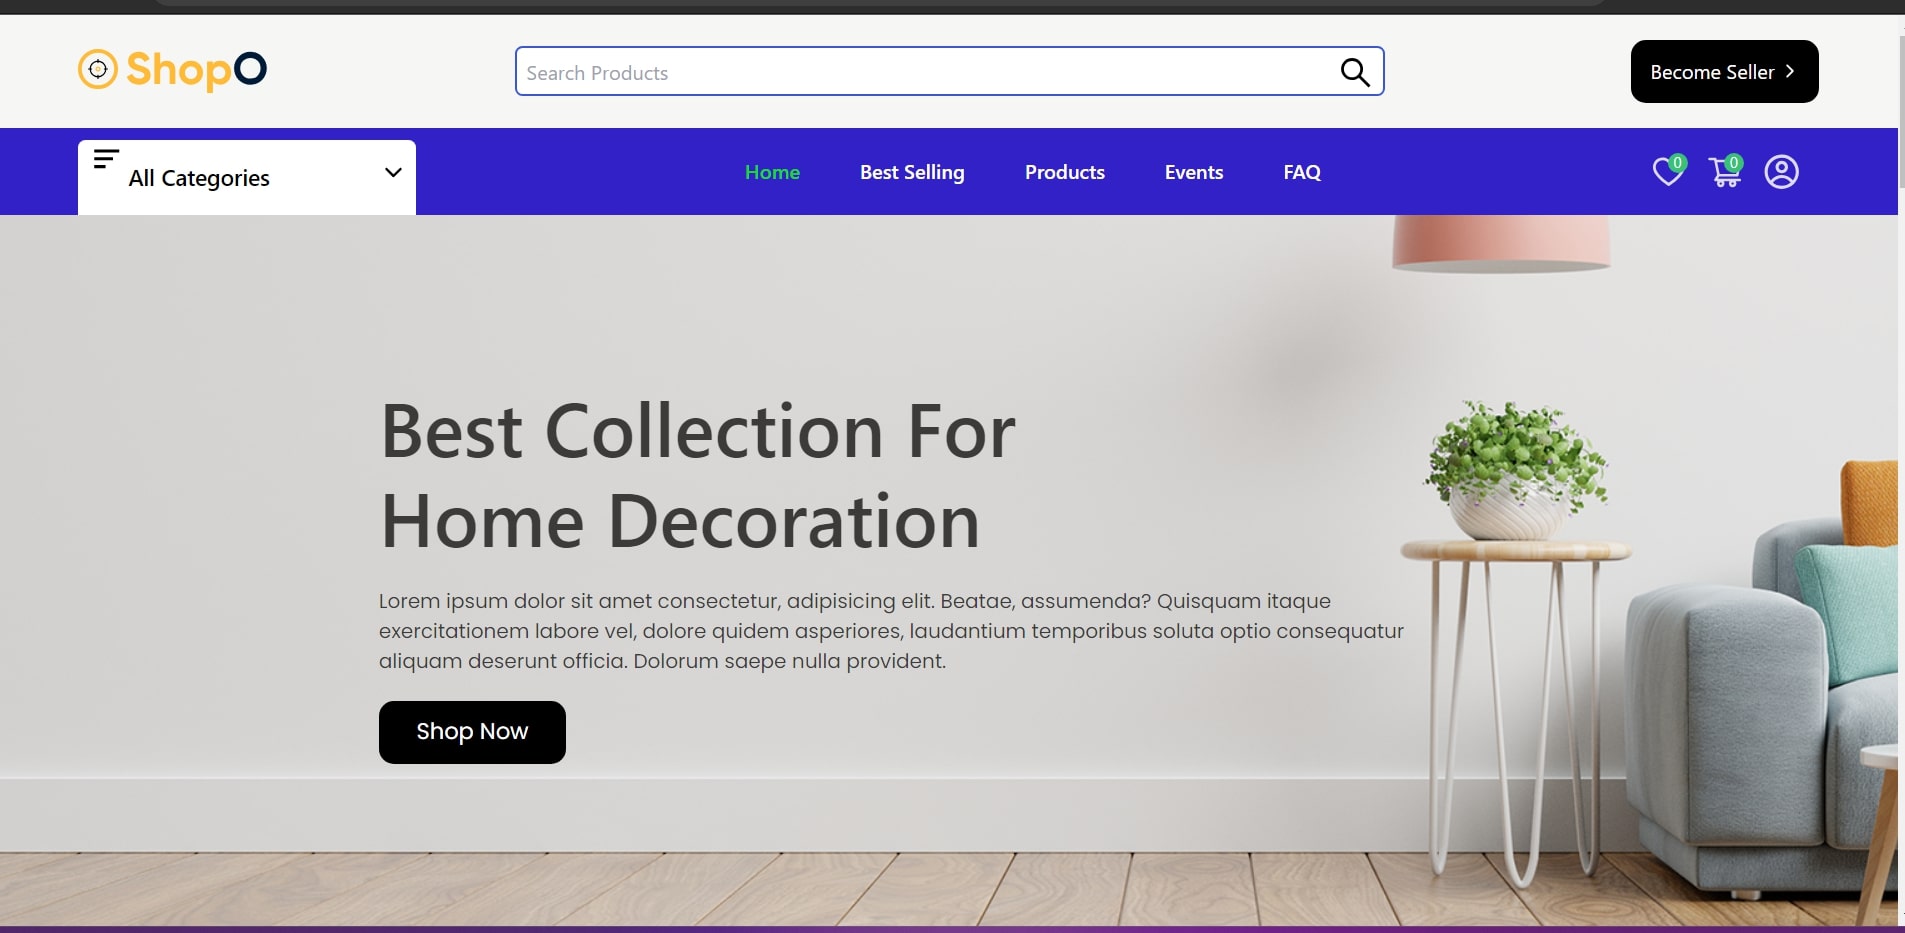 ShopO
Search Products
Become Seller
All Categories
Home
Best Selling
Products
Events
FAQ
0
0
Best Collection For
Home Decoration
Lorem ipsum dolor sit amet consectetur, adipisicing elit. Beatae, assumenda? Quisquam itaque
exercitationem labore vel, dolore quidem asperiores, laudantium temporibus soluta optio consequatur
aliquam deserunt officia. Dolorum saepe nulla provident.
Shop Now